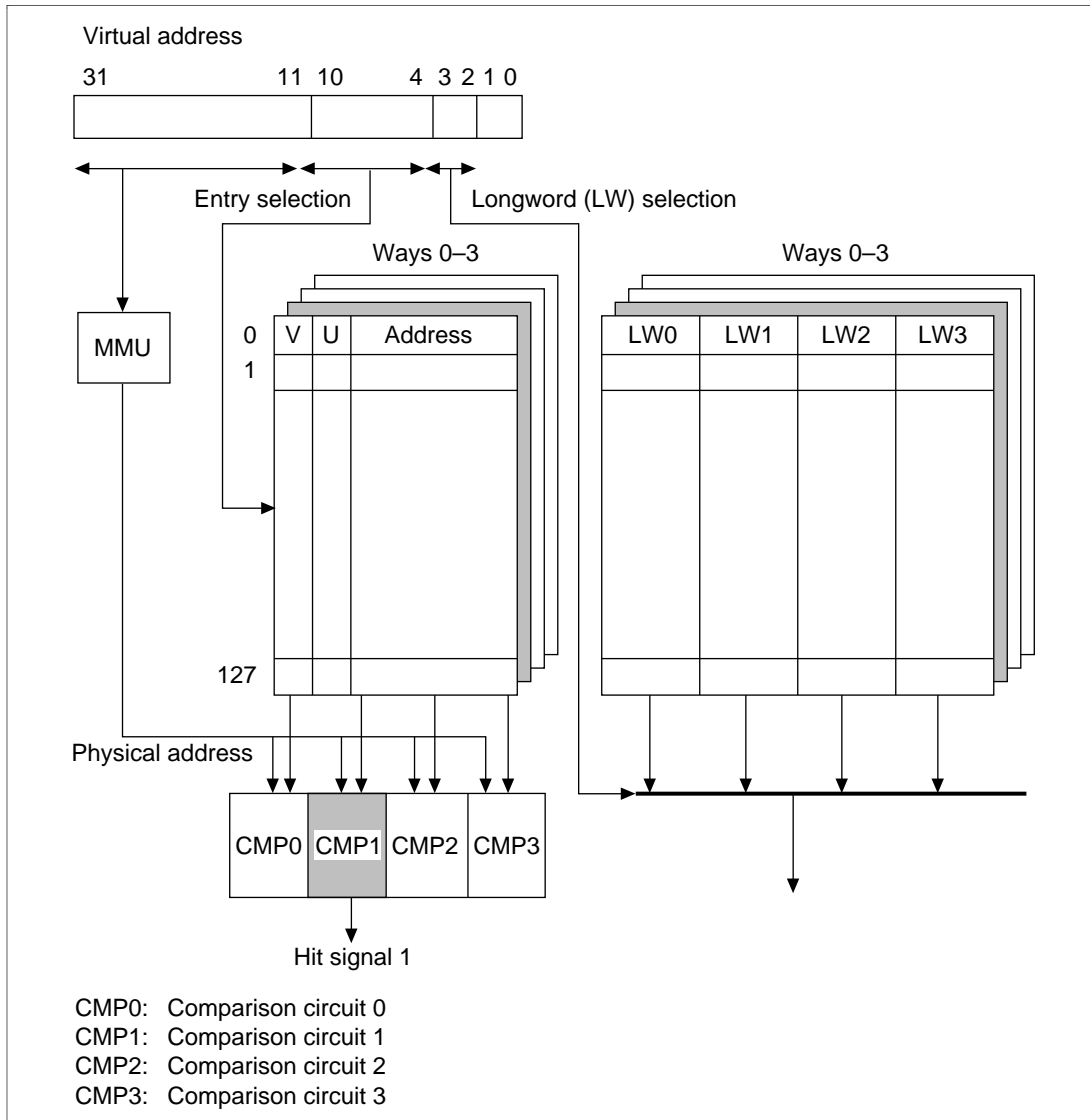 Virtual address
31 11 10 4 3 2 1 0
Entry selection
Longword (LW) selection
Ways 0–3
Ways 0–3
MMU
0 V U Address
LW0 LW1 LW2 LW3
1
127
Physical address
CMP0 CMP1 CMP2 CMP3
Hit signal 1
CMP0: Comparison circuit 0
CMP1: Comparison circuit 1
CMP2: Comparison circuit 2
CMP3: Comparison circuit 3